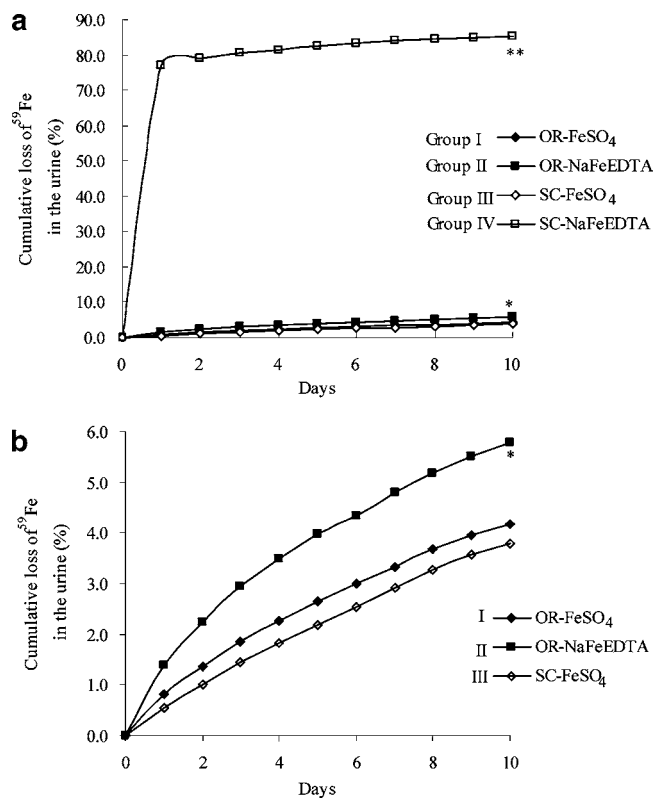 a
Cumulative loss of ⁵⁹Fe
in the urine (%)
90.0
80.0
70.0
60.0
50.0
40.0
30.0
20.0
10.0
0.0
**
Group I OR-FeSO₄
Group II OR-NaFeEDTA
Group III SC-FeSO₄
Group IV SC-NaFeEDTA
*
0 2 4 6 8 10
Days
b
Cumulative loss of ⁵⁹Fe
in the urine (%)
6.0
5.0
4.0
3.0
2.0
1.0
0.0
*
I OR-FeSO₄
II OR-NaFeEDTA
III SC-FeSO₄
0 2 4 6 8 10
Days